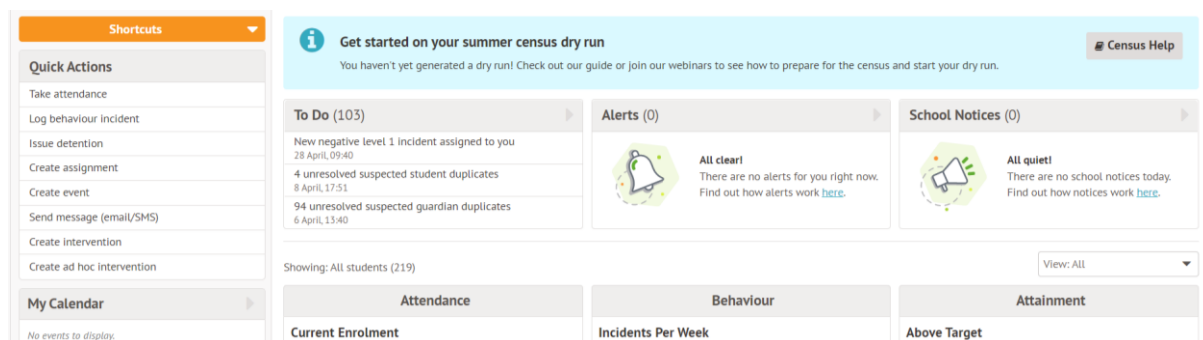 Shortcuts
Quick Actions
Take attendance
Log behaviour incident
Issue detention
Create assignment
Create event
Send message (email/SMS)
Create intervention
Create ad hoc intervention
My Calendar
No events to display.
Get started on your summer census dry run
You haven't yet generated a dry run! Check out our guide or join our webinars to see how to prepare for the census and start your dry run.
Census Help
To Do (103)
New negative level 1 incident assigned to you
28 April, 09:40
4 unresolved suspected student duplicates
8 April, 17:51
94 unresolved suspected guardian duplicates
6 April, 13:40
Alerts (0)
All clear!
There are no alerts for you right now.
Find out how alerts work here.
School Notices (0)
All quiet!
There are no school notices today.
Find out how notices work here.
Showing: All students (219)
View: All
Attendance
Current Enrolment
Behaviour
Incidents Per Week
Attainment
Above Target